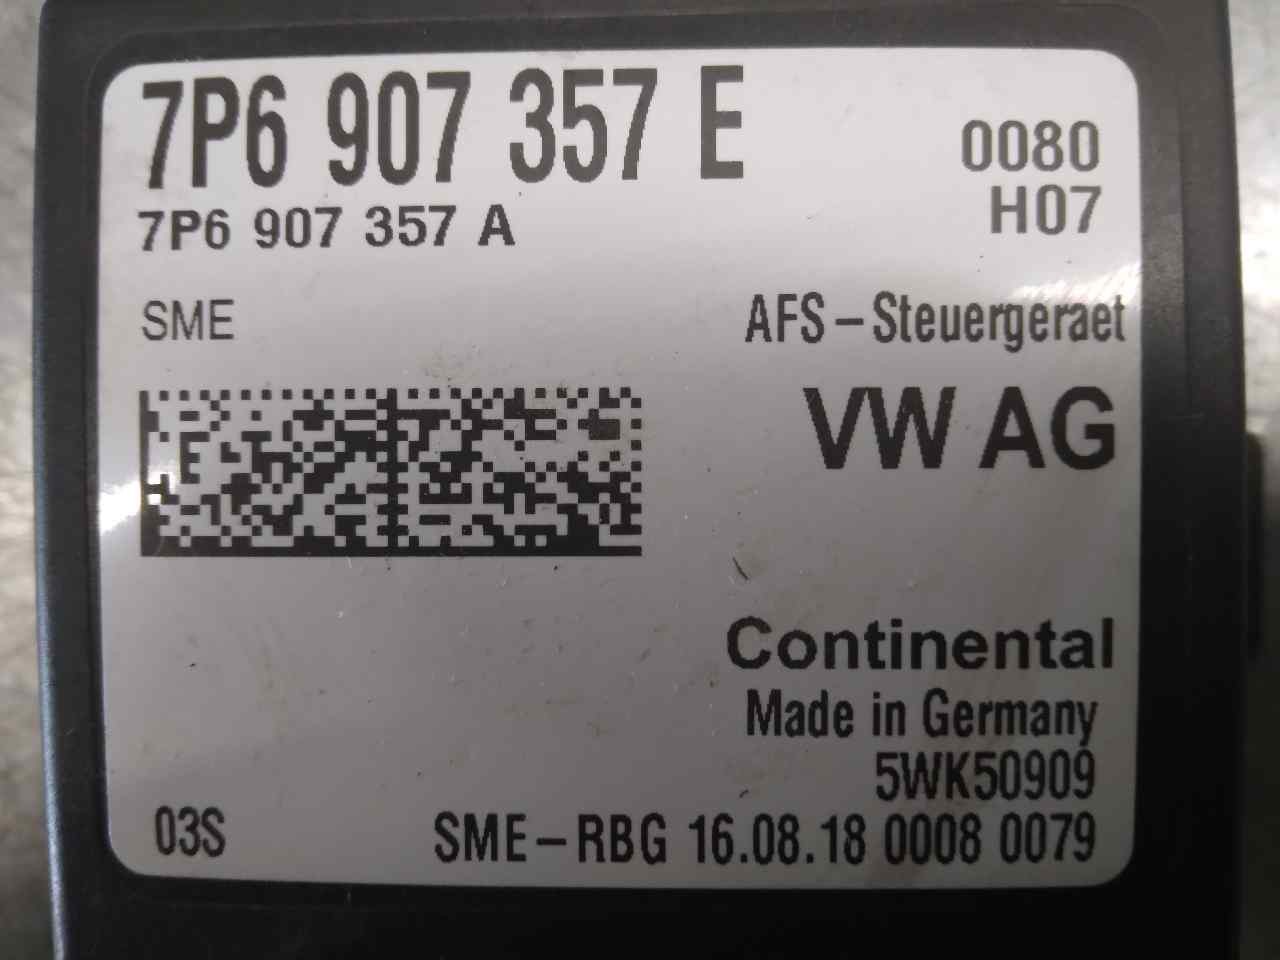 7P6 907 357 E
0080
7P6 907 357 A
H07
SME
AFS-Steuergeraet
VW AG
Continental
Made in Germany
5WK50909
03S
SME-RBG 16.08.18 0008 0079